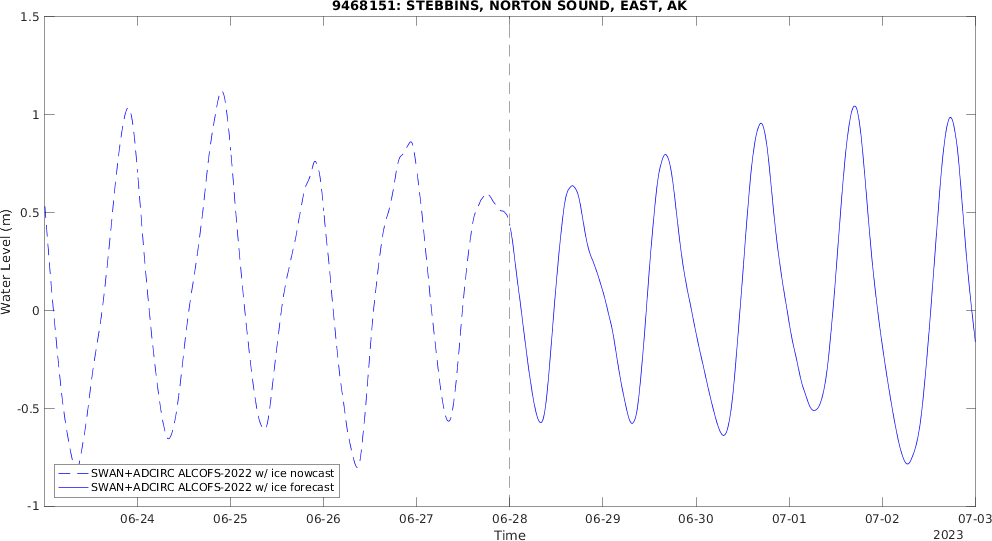 9468151: STEBBINS, NORTON SOUND, EAST, AK
1.5
1
0.5
0
-0.5
-1
Water Level (m)
SWAN+ADCIRC ALCOFS-2022 w/ ice nowcast
SWAN+ADCIRC ALCOFS-2022 w/ ice forecast
06-24 06-25 06-26 06-27 06-28 06-29 06-30 07-01 07-02 07-03
Time
2023